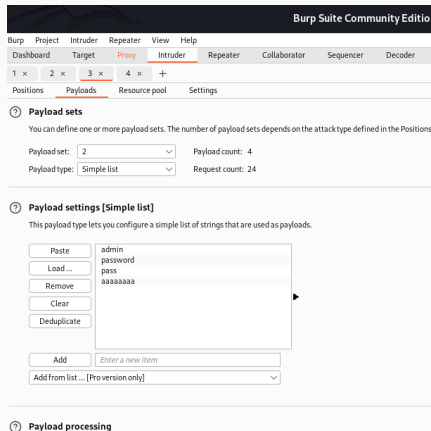 Burp Suite Community Editio
Burp Project Intruder Repeater View Help
Dashboard Target Proxy Intruder Repeater Collaborator Sequencer Decoder
1 × 2 × 3 × 4 × +
Positions Payloads Resource pool Settings
? Payload sets
You can define one or more payload sets. The number of payload sets depends on the attack type defined in the Positions
Payload set: 2 Payload count: 4
Payload type: Simple list Request count: 24
? Payload settings [Simple list]
This payload type lets you configure a simple list of strings that are used as payloads.
Paste admin
password
Load ... pass
Remove aaaaaaaa
Clear
Deduplicate
Add Enter a new item
Add from list ... [Pro version only]
? Payload processing